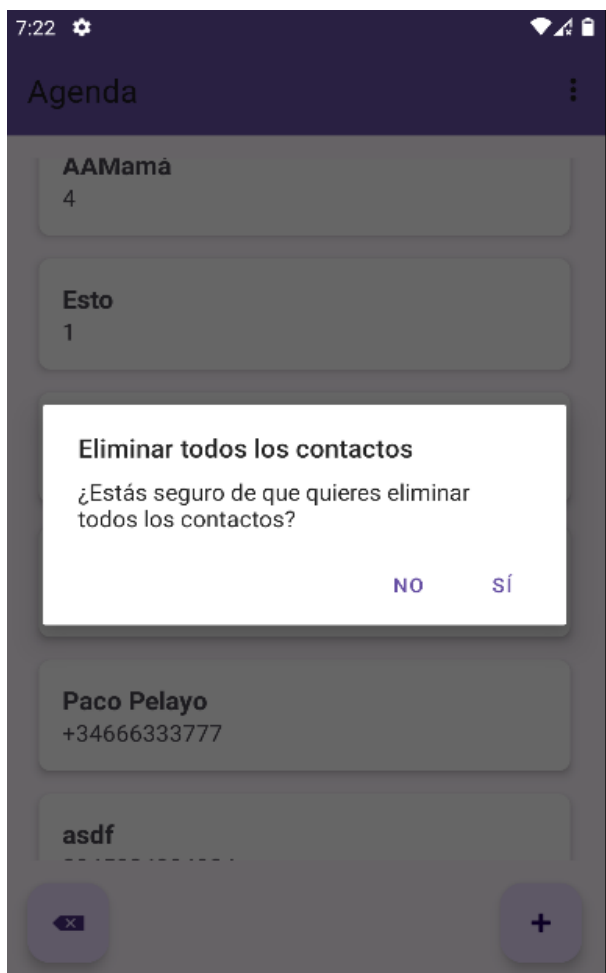 7:22
Agenda
AAMamá
4
Esto
1
Eliminar todos los contactos
¿Estás seguro de que quieres eliminar
todos los contactos?
NO SÍ
Paco Pelayo
+34666333777
asdf